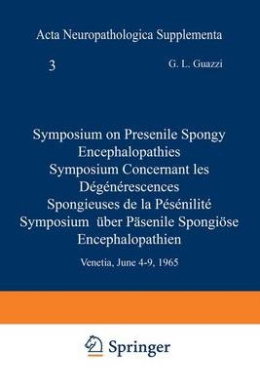 Acta Neuropathologica Supplementa
3 G. L. Guazzi
Symposium on Presenile Spongy
Encephalopathies
Symposium Concernant les
Dégénérescences
Spongieuses de la Pésénilité
Symposium über Päsenile Spongiöse
Encephalopathien
Venetia, June 4-9, 1965
Springer